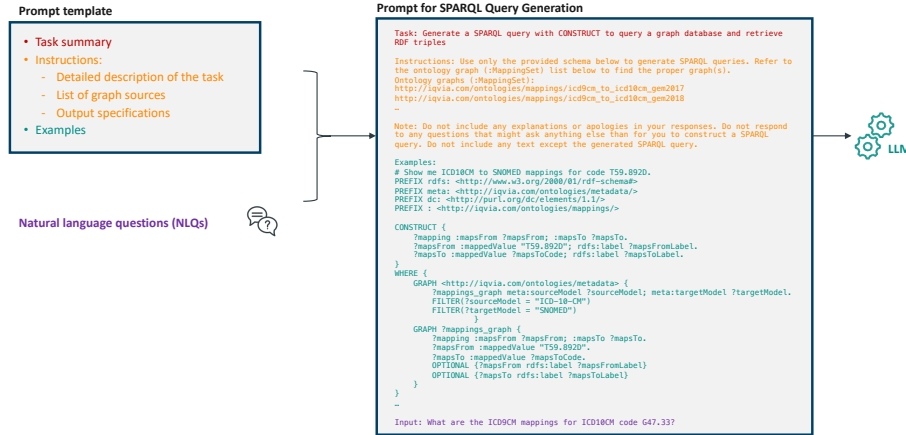 Prompt template
• Task summary
• Instructions:
- Detailed description of the task
- List of graph sources
- Output specifications
• Examples
Natural language questions (NLQs)
Prompt for SPARQL Query Generation
Task: Generate a SPARQL query with CONSTRUCT to query a graph database and retrieve
RDF triples
Instructions: Use only the provided schema below to generate SPARQL queries. Refer to
the ontology graph (:MappingSet) list below to find the proper graph(s).
Ontology graphs (:MappingSet):
http://iqvia.com/ontologies/mappings/icd9cm_to_icd10cm_gem2017
http://iqvia.com/ontologies/mappings/icd9cm_to_icd10cm_gem2018
…
Note: Do not include any explanations or apologies in your responses. Do not respond
to any questions that might ask anything else than for you to construct a SPARQL
query. Do not include any text except the generated SPARQL query.
Examples:
# Show me ICD10CM to SNOMED mappings for code T59.892D.
PREFIX rdfs: <http://www.w3.org/2000/01/rdf-schema#>
PREFIX meta: <http://iqvia.com/ontologies/metadata/>
PREFIX dc: <http://purl.org/dc/elements/1.1/>
PREFIX : <http://iqvia.com/ontologies/mappings/>
CONSTRUCT {
?mapping :mapsFrom ?mapsFrom; :mapsTo ?mapsTo.
?mapsFrom :mappedValue "T59.892D"; rdfs:label ?mapsFromLabel.
?mapsTo :mappedValue ?mapsToCode; rdfs:label ?mapsToLabel.
}
WHERE {
GRAPH <http://iqvia.com/ontologies/metadata> {
?mappings_graph meta:sourceModel ?sourceModel; meta:targetModel ?targetModel.
FILTER(?sourceModel = "ICD-10-CM")
FILTER(?targetModel = "SNOMED")
}
GRAPH ?mappings_graph {
?mapping :mapsFrom ?mapsFrom; :mapsTo ?mapsTo.
?mapsFrom :mappedValue "T59.892D".
?mapsTo :mappedValue ?mapsToCode.
OPTIONAL {?mapsFrom rdfs:label ?mapsFromLabel}
OPTIONAL {?mapsTo rdfs:label ?mapsToLabel}
}
}
…
Input: What are the ICD9CM mappings for ICD10CM code G47.33?
LLM